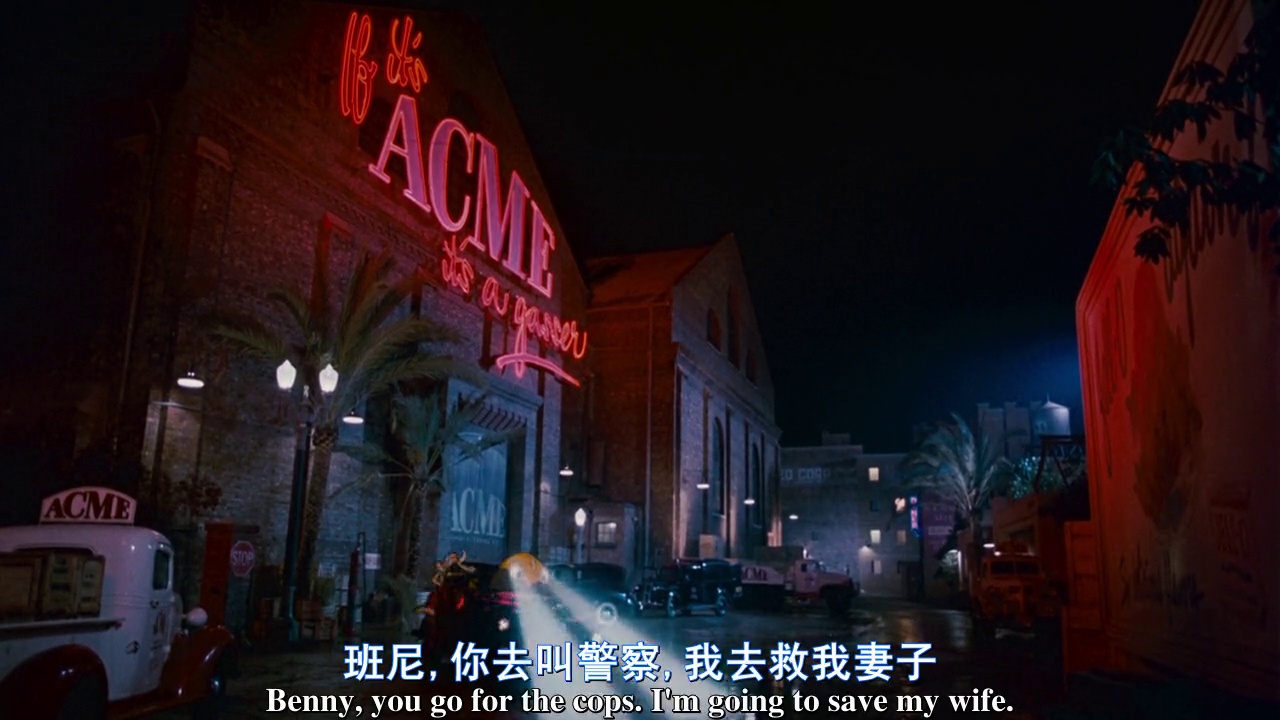 If it's
ACME
it's a gasser
ACME
STOP
ACME
CORP
班尼, 你去叫警察, 我去救我妻子
Benny, you go for the cops. I'm going to save my wife.